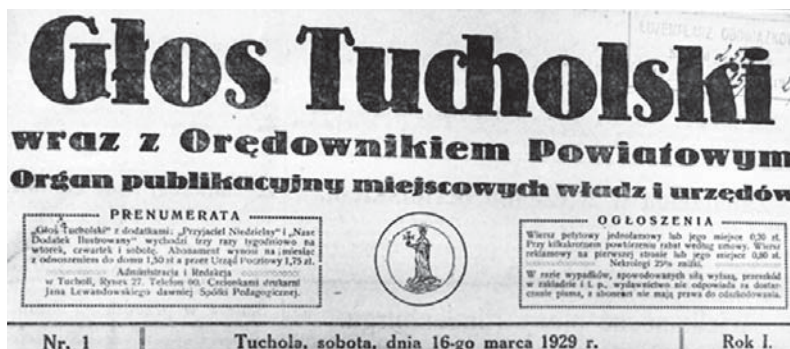 Głos Tucholski
wraz z Orędownikiem Powiatowym
Organ publikacyjny miejscowych władz i urzędów
PRENUMERATA
„Głos Tucholski" z dodatkami: „Przyjaciel Niedzielny" i „Nasz
Dodatek Ilustrowany" wychodzi trzy razy tygodniowo na
wtorek, czwartek i sobotę. Abonament wynosi na miesiąc
z odnoszeniem do domu 1,50 zł a przez Urząd Pocztowy 1,75 zł.
Administracja i Redakcja
w Tucholi, Rynek 27. Telefon 60. Czcionkami drukarni
Jana Lewandowskiego dawniej Spółki Pedagogicznej.
OGŁOSZENIA
Wiersz petytowy jednołamowy lub jego miejsce 0,20 zł.
Przy kilkakrotnem powtórzeniu rabat według umowy. Wiersz
reklamowy na pierwszej stronie lub jego miejsce 0,80 zł.
Nekrologi 25% zniżki.
W razie wypadków, spowodowanych siłą wyższą, przeszkód
w zakładzie i t. p., wydawnictwo nie odpowiada za dostar-
czenie pisma, a abonenci nie mają prawa do odszkodowania.
Nr. 1
Tuchola, sobota, dnia 16-go marca 1929 r.
Rok I.